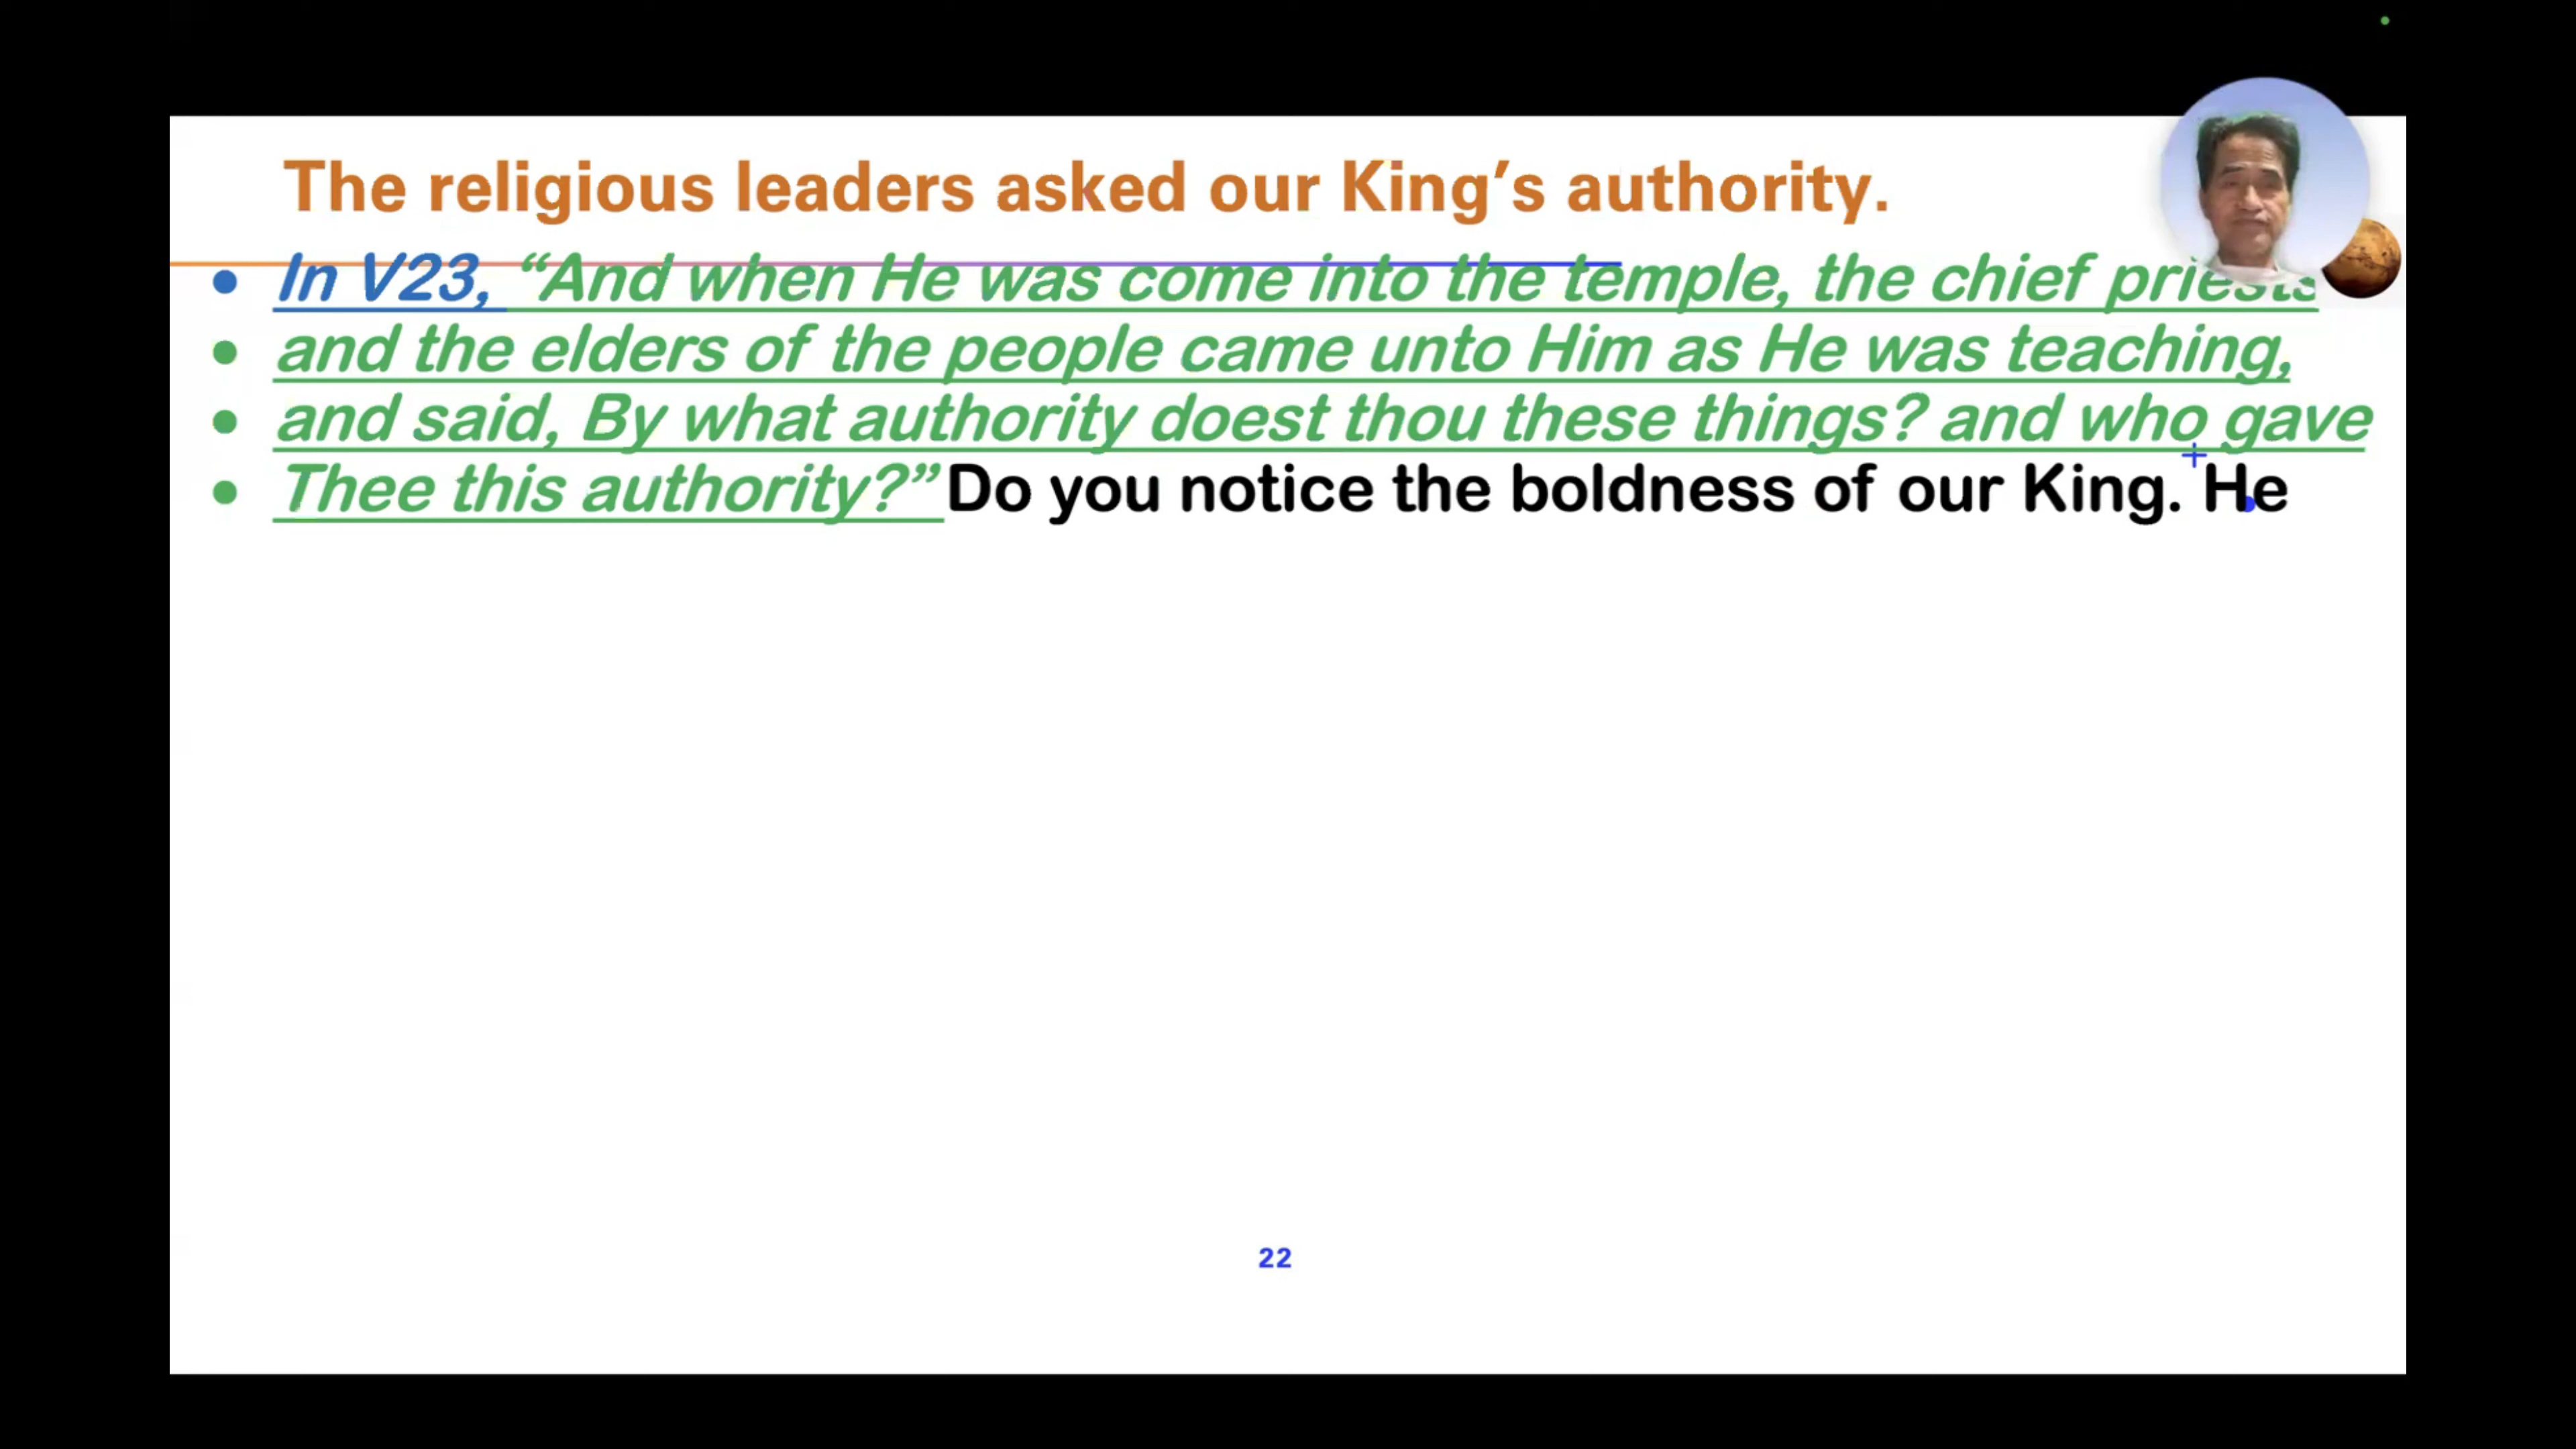 The religious leaders asked our King’s authority.
• In V23, “And when He was come into the temple, the chief priests
• and the elders of the people came unto Him as He was teaching,
• and said, By what authority doest thou these things? and who gave
• Thee this authority?” Do you notice the boldness of our King. He
22